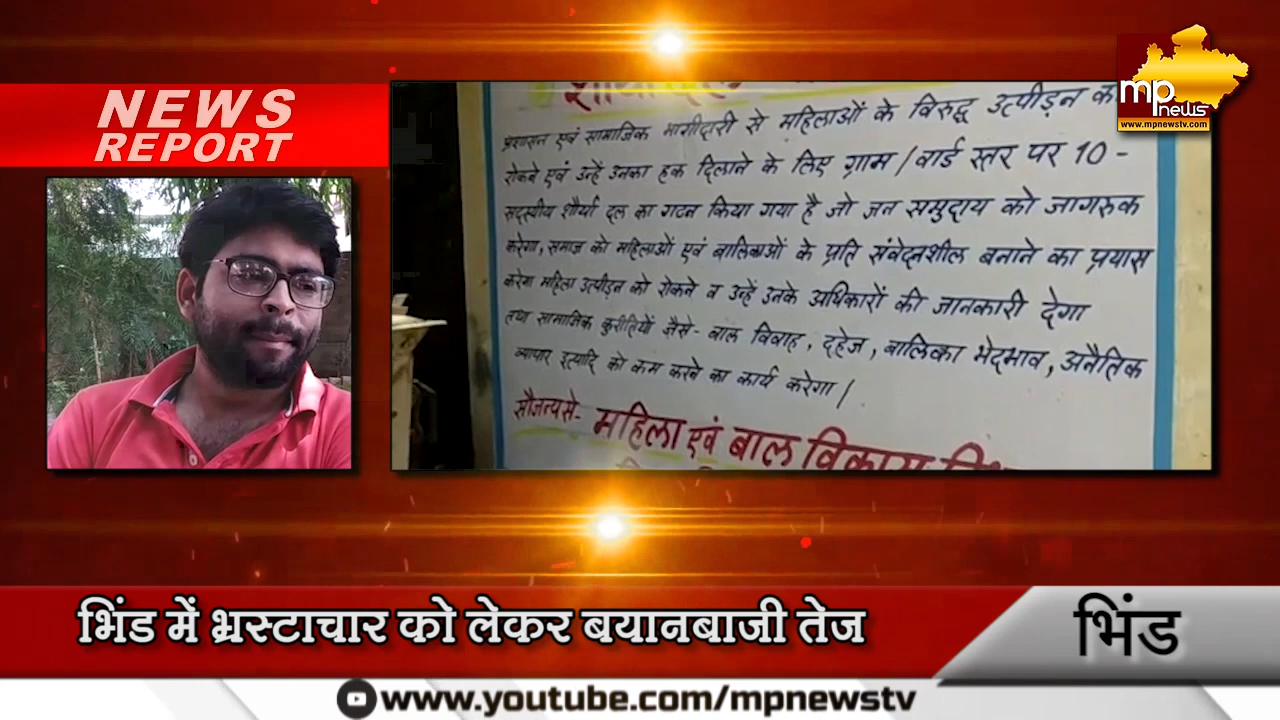 NEWS
REPORT
mp
news
www.mpnewstv.com
प्रशासन एवं सामाजिक भागीदारी से महिलाओं के विरुद्ध उत्पीड़न को
रोकने एवं उन्हें उनका हक दिलाने के लिए ग्राम / वार्ड स्तर पर 10 -
सदस्यीय शौर्या दल का गठन किया गया है जो जन समुदाय को जागरुक
करेगा, समाज को महिलाओं एवं बालिकाओं के प्रति संवेदनशील बनाने का प्रयास
करेगा महिला उत्पीड़न को रोकने व उन्हें उनके अधिकारों की जानकारी देगा
तथा सामाजिक कुरीतियों जैसे - बाल विवाह, दहेज, बालिका भेदभाव, अनैतिक
व्यापार इत्यादि को कम करने का कार्य करेगा |
सौजन्य से - महिला एवं बाल विकास
भिंड में भ्रस्टाचार को लेकर बयानबाजी तेज
भिंड
www.youtube.com/mpnewstv